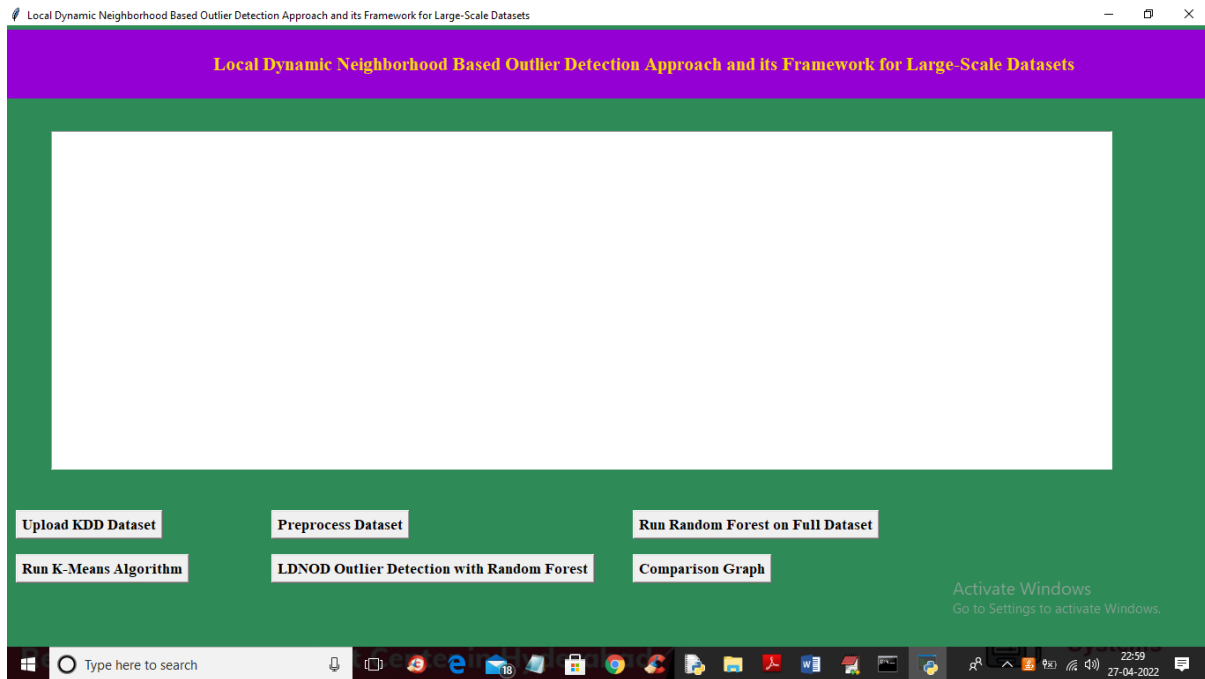 Local Dynamic Neighborhood Based Outlier Detection Approach and its Framework for Large-Scale Datasets
Local Dynamic Neighborhood Based Outlier Detection Approach and its Framework for Large-Scale Datasets
Upload KDD Dataset
Preprocess Dataset
Run Random Forest on Full Dataset
Run K-Means Algorithm
LDNOD Outlier Detection with Random Forest
Comparison Graph
Activate Windows
Go to Settings to activate Windows.
Type here to search
18
22:59
27-04-2022